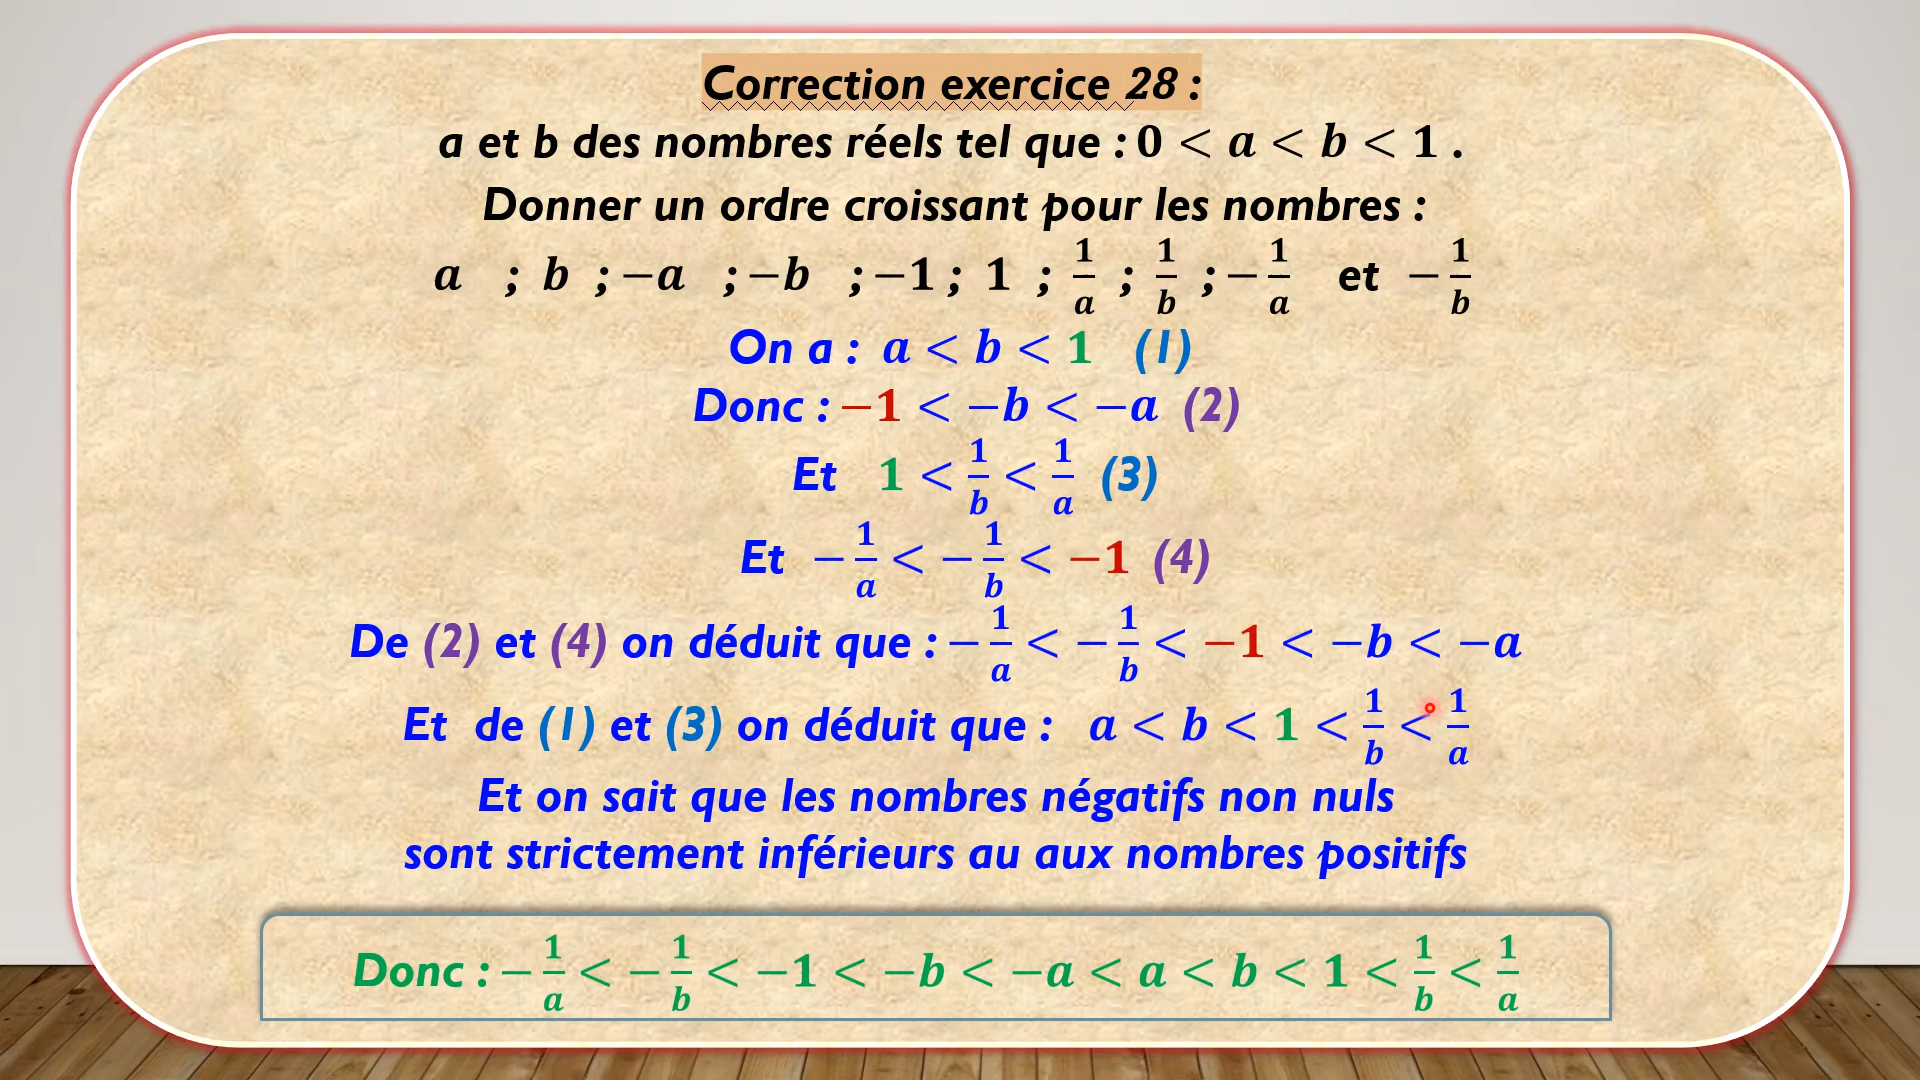 Correction exercice 28 :
a et b des nombres réels tel que : 0 < a < b < 1 .
Donner un ordre croissant pour les nombres :
a ; b ; −a ; −b ; −1 ; 1 ; 1/a ; 1/b ; −1/a et −1/b
On a : a < b < 1 (1)
Donc : −1 < −b < −a (2)
Et 1 < 1/b < 1/a (3)
Et −1/a < −1/b < −1 (4)
De (2) et (4) on déduit que : −1/a < −1/b < −1 < −b < −a
Et de (1) et (3) on déduit que : a < b < 1 < 1/b < 1/a
Et on sait que les nombres négatifs non nuls
sont strictement inférieurs au aux nombres positifs
Donc : −1/a < −1/b < −1 < −b < −a < a < b < 1 < 1/b < 1/a